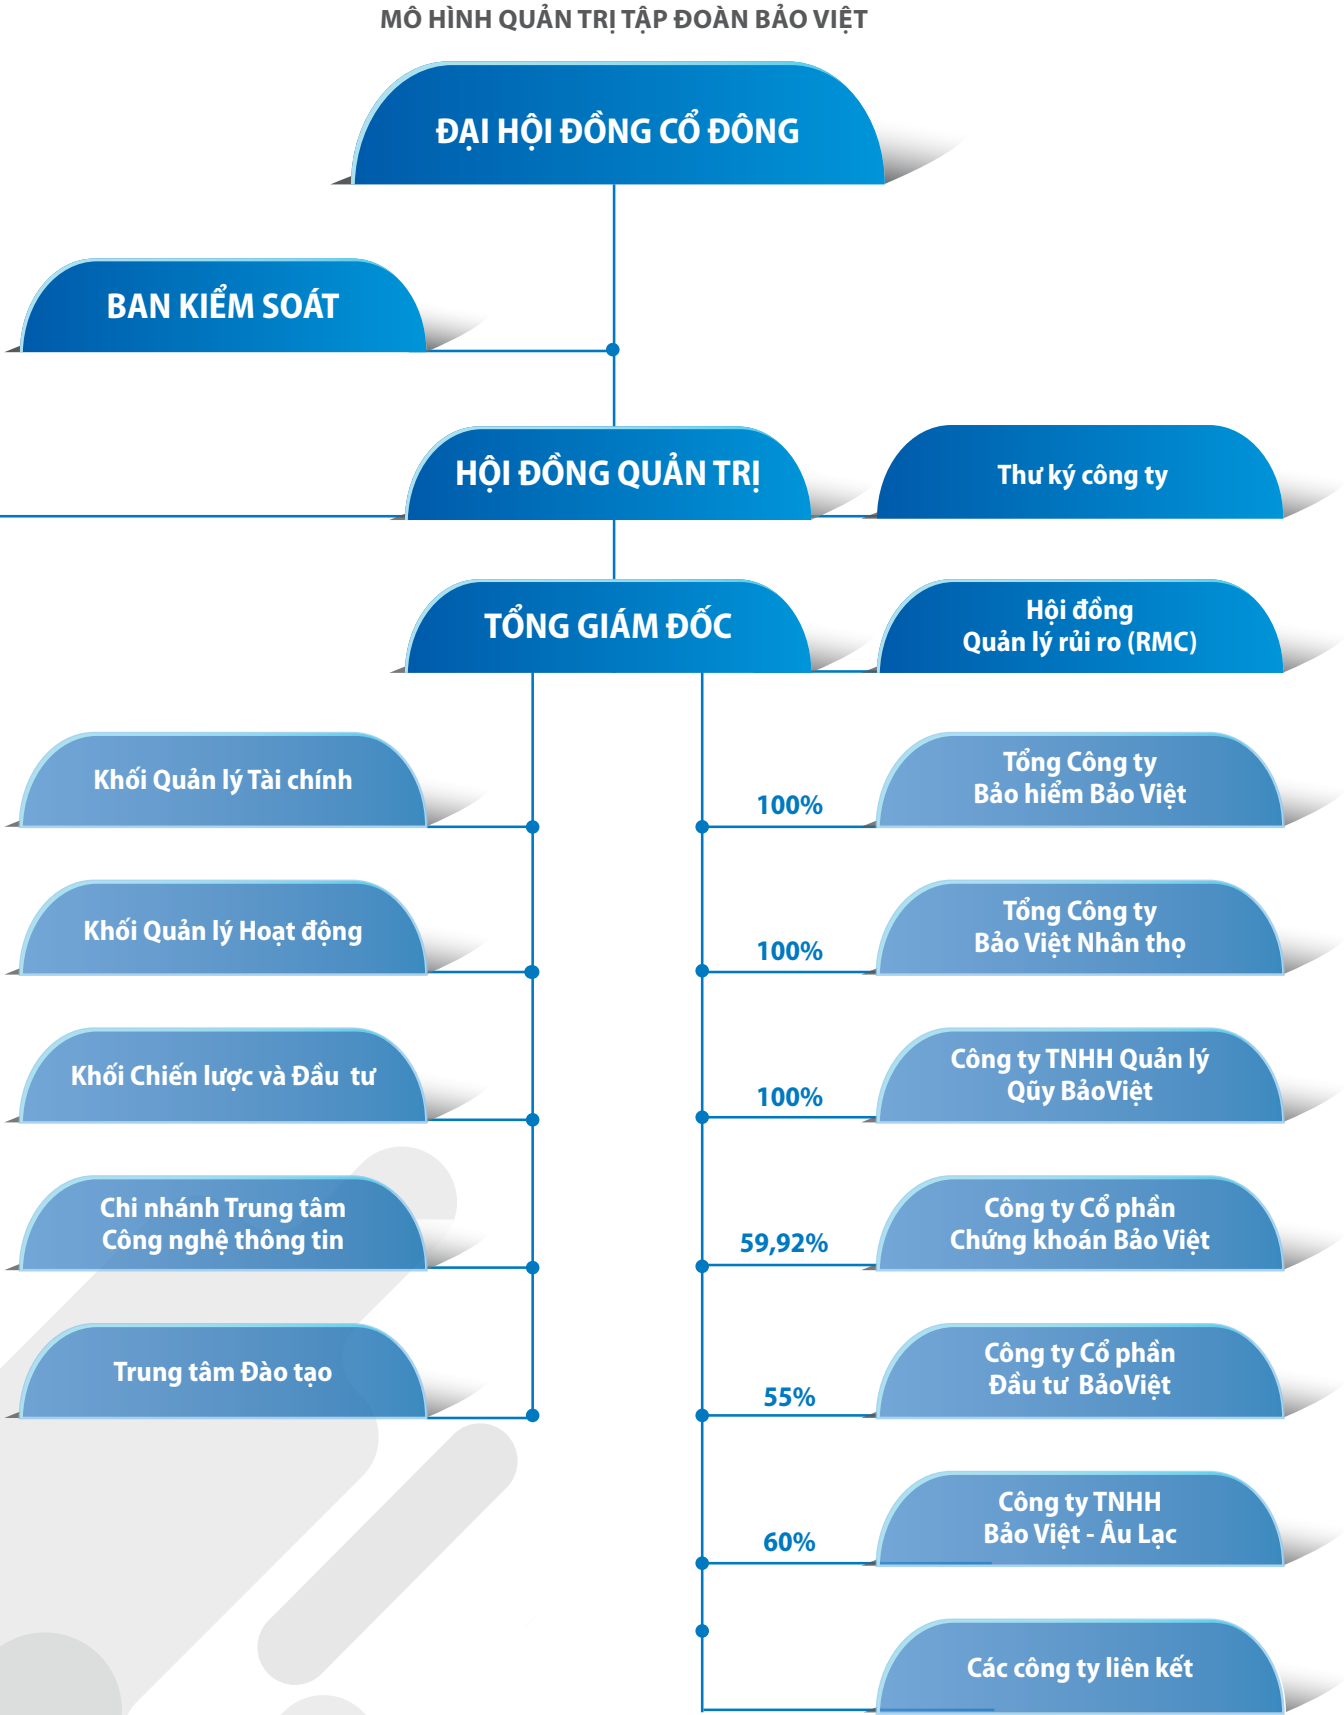 MÔ HÌNH QUẢN TRỊ TẬP ĐOÀN BẢO VIỆT
ĐẠI HỘI ĐỒNG CỔ ĐÔNG
BAN KIỂM SOÁT
HỘI ĐỒNG QUẢN TRỊ
Thư ký công ty
TỔNG GIÁM ĐỐC
Hội đồng
Quản lý rủi ro (RMC)
Khối Quản lý Tài chính
100%
Tổng Công ty
Bảo hiểm Bảo Việt
Khối Quản lý Hoạt động
100%
Tổng Công ty
Bảo Việt Nhân thọ
Khối Chiến lược và Đầu tư
100%
Công ty TNHH Quản lý
Qũy BảoViệt
Chi nhánh Trung tâm
Công nghệ thông tin
59,92%
Công ty Cổ phần
Chứng khoán Bảo Việt
Trung tâm Đào tạo
55%
Công ty Cổ phần
Đầu tư BảoViệt
60%
Công ty TNHH
Bảo Việt - Âu Lạc
Các công ty liên kết